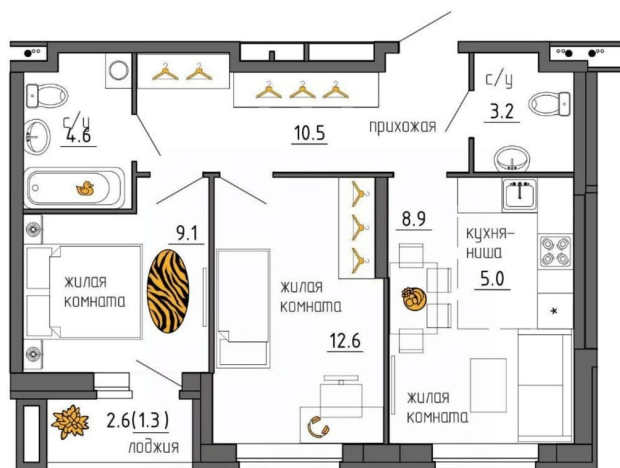 с/у
4.6
10.5
прихожая
с/у
3.2
9.1
жилая
комната
жилая
комната
12.6
8.9
кухня-
ниша
5.0
*
жилая
комната
2.6(1.3)
лоджия